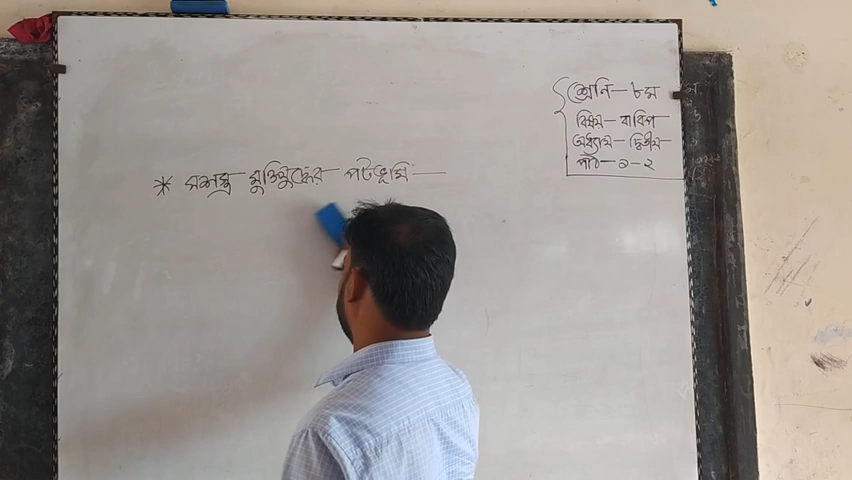 শ্রেনি - ৮ম
বিষয় - বাবিপ
অধ্যায় - দ্বিতীয়
পাঠ - ১-২
* সশস্ত্র মুক্তিযুদ্ধের পটভূমি —